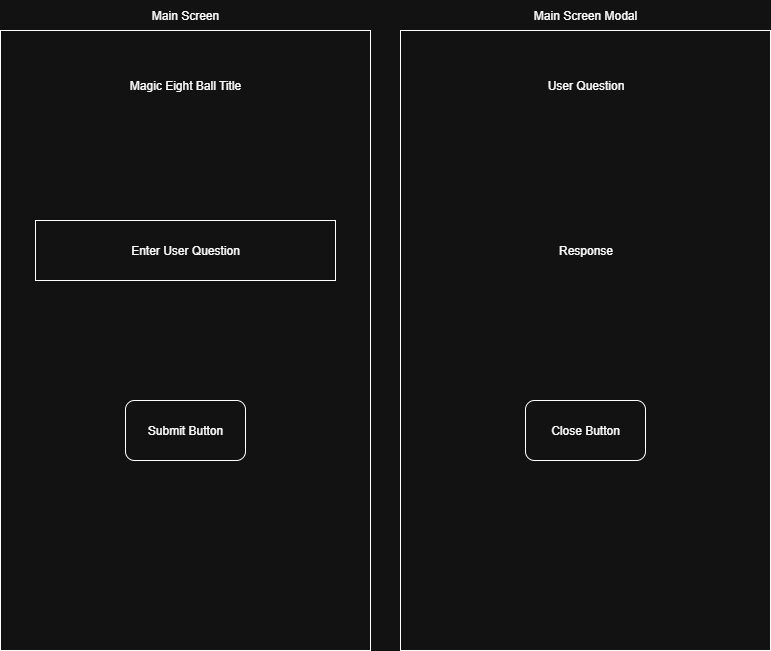 Main Screen
Main Screen Modal
Magic Eight Ball Title
User Question
Enter User Question
Response
Submit Button
Close Button